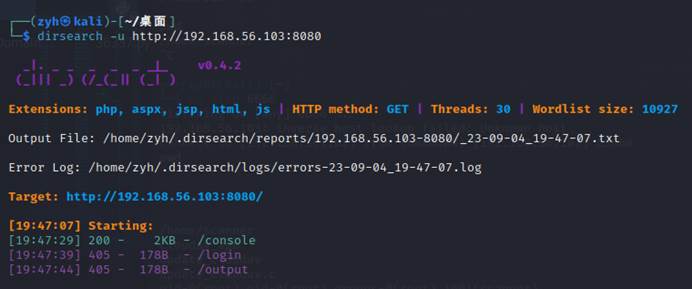 ┌──(zyh㉿kali)-[~/桌面]
└─$ dirsearch -u http://192.168.56.103:8080
_|. _ _ _ _ _ _|_ v0.4.2
(_||| _) (/_(_|| (_| )
Extensions: php, aspx, jsp, html, js | HTTP method: GET | Threads: 30 | Wordlist size: 10927
Output File: /home/zyh/.dirsearch/reports/192.168.56.103-8080/_23-09-04_19-47-07.txt
Error Log: /home/zyh/.dirsearch/logs/errors-23-09-04_19-47-07.log
Target: http://192.168.56.103:8080/
[19:47:07] Starting:
[19:47:29] 200 - 2KB - /console
[19:47:39] 405 - 178B - /login
[19:47:44] 405 - 178B - /output